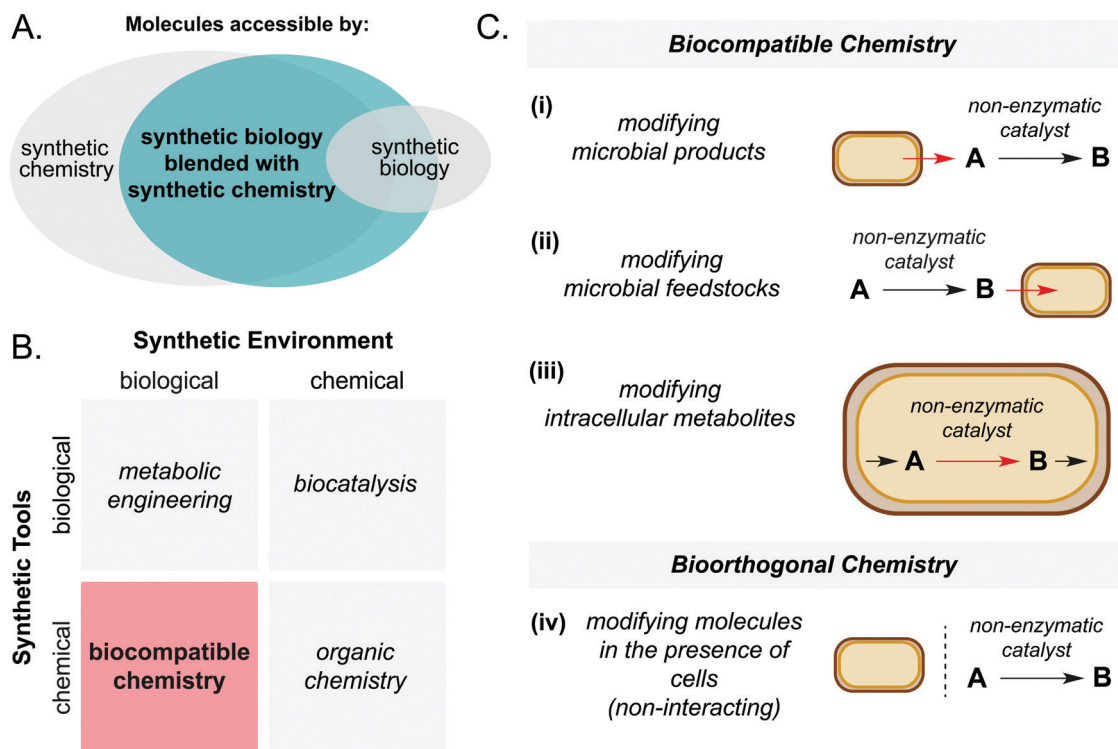 A.
Molecules accessible by:
synthetic
chemistry
synthetic biology
blended with
synthetic chemistry
synthetic
biology
B.
Synthetic Environment
biological
chemical
Synthetic Tools
biological
chemical
metabolic
engineering
biocatalysis
biocompatible
chemistry
organic
chemistry
C.
Biocompatible Chemistry
(i)
modifying
microbial products
non-enzymatic
catalyst
A
B
(ii)
modifying
microbial feedstocks
non-enzymatic
catalyst
A
B
(iii)
modifying
intracellular metabolites
non-enzymatic
catalyst
A
B
Bioorthogonal Chemistry
(iv)
modifying molecules
in the presence of
cells
(non-interacting)
non-enzymatic
catalyst
A
B